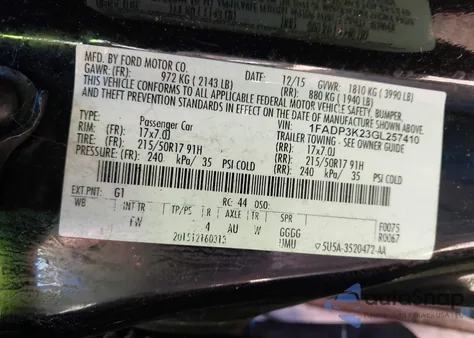 MFD. BY FORD MOTOR CO.
DATE: 12/15 GVWR: 1810 KG ( 3990 LB)
GAWR: (FR): 972 KG ( 2143 LB) (RR): 880 KG ( 1940 LB)
THIS VEHICLE CONFORMS TO ALL APPLICABLE FEDERAL MOTOR VEHICLE SAFETY, BUMPER,
AND THEFT PREVENTION STANDARDS IN EFFECT ON THE DATE OF MANUFACTURE SHOWN ABOVE.
VIN: 1FADP3K23GL257410
TYPE: Passenger Car TRAILER TOWING - SEE OWNER GUIDE
RIM: (FR): 17x7.0J (RR): 17x7.0J
TIRES: (FR): 215/50R17 91H (RR): 215/50R17 91H
PRESSURE: (FR): 240 kPa/ 35 PSI COLD (RR): 240 kPa/ 35 PSI COLD
EXT PNT: G1 RC: 44 DSO:
WB INT TR TP/PS R AXLE TR SPR F0075
FW 4 AU W GGGG R0067
201512160313 UMU 5U5A-3520472-AA
AutoSnap